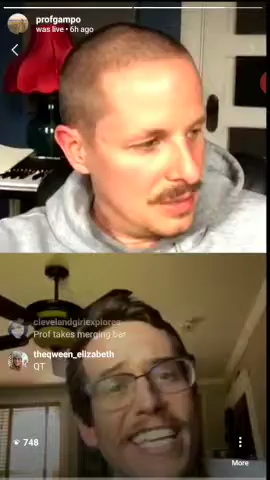 profgampo
was live • 6h ago
clevelandgirlexplores
Prof takes merging bar
theqween_elizabeth
QT
748
More